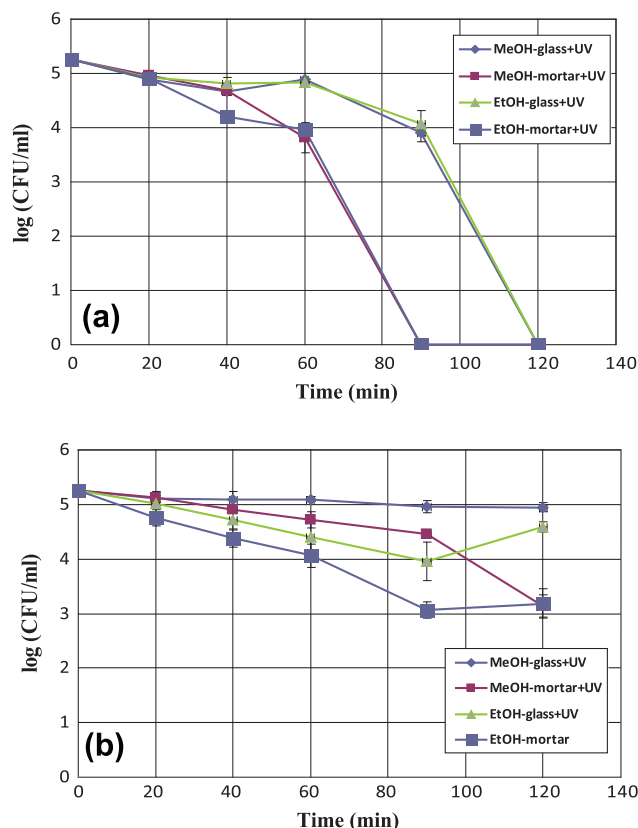 6
5
4
3
2
1
0
log (CFU/ml)
MeOH-glass+UV
MeOH-mortar+UV
EtOH-glass+UV
EtOH-mortar+UV
(a)
0 20 40 60 80 100 120 140
Time (min)
6
5
4
3
2
1
0
log (CFU/ml)
MeOH-glass+UV
MeOH-mortar+UV
EtOH-glass+UV
EtOH-mortar
(b)
0 20 40 60 80 100 120 140
Time (min)